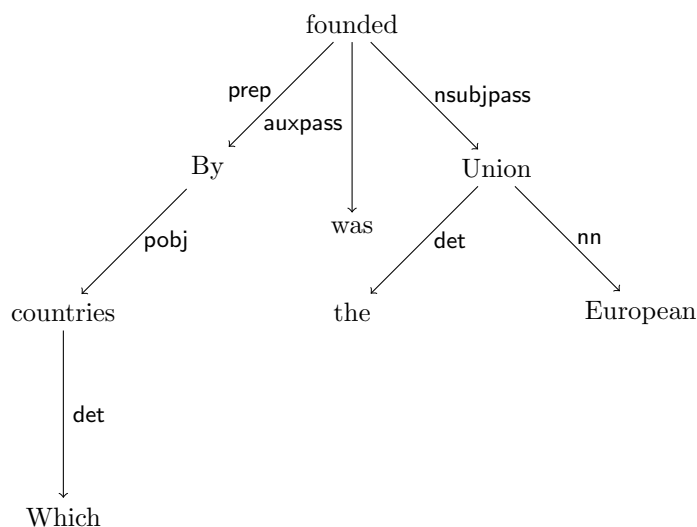 founded
prep
nsubjpass
auxpass
By
Union
was
pobj
det
nn
countries
the
European
det
Which